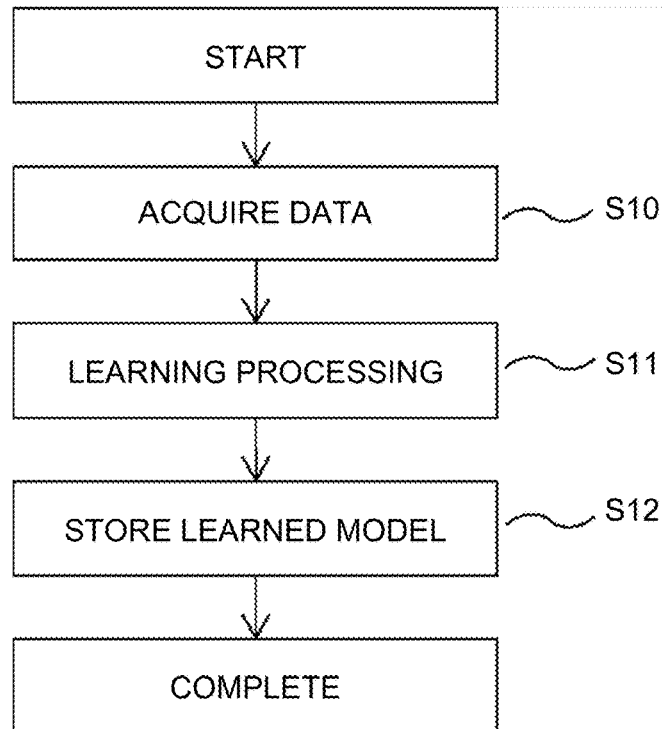 START
ACQUIRE DATA S10
LEARNING PROCESSING S11
STORE LEARNED MODEL S12
COMPLETE